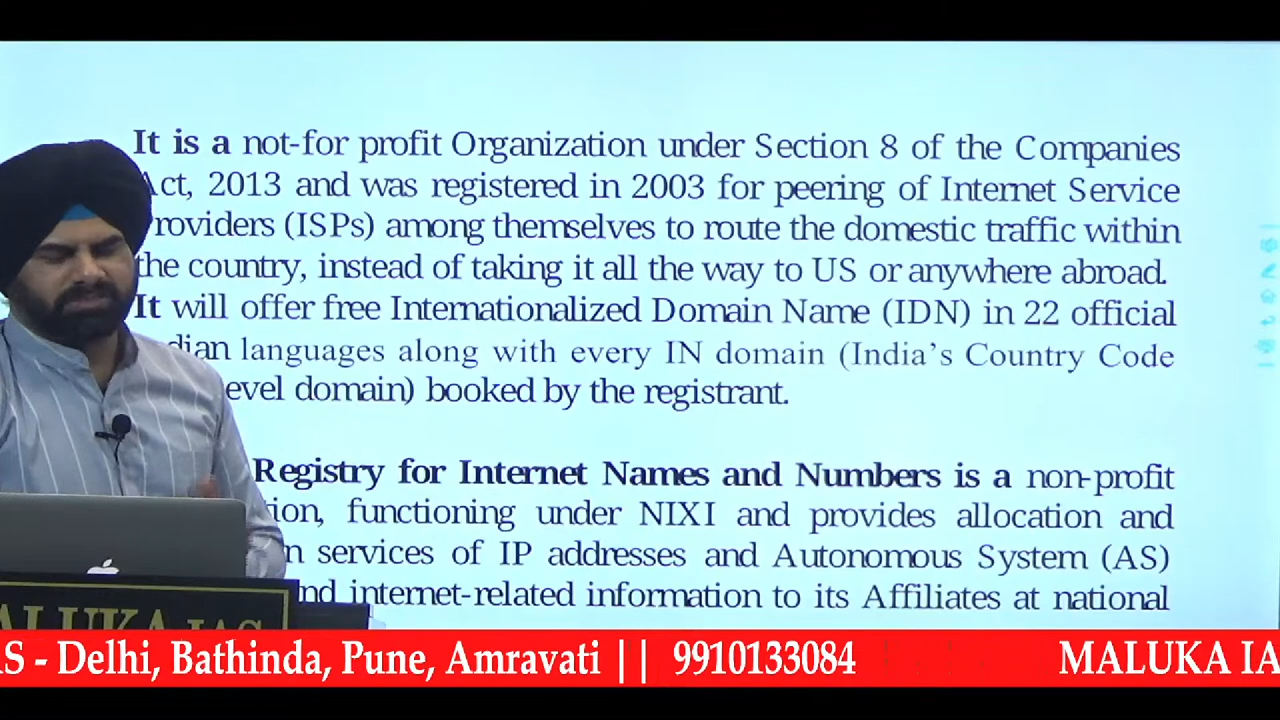 It is a not-for profit Organization under Section 8 of the Companies
Act, 2013 and was registered in 2003 for peering of Internet Service
roviders (ISPs) among themselves to route the domestic traffic within
the country, instead of taking it all the way to US or anywhere abroad.
It will offer free Internationalized Domain Name (IDN) in 22 official
dian languages along with every IN domain (India's Country Code
evel domain) booked by the registrant.
Registry for Internet Names and Numbers is a non-profit
ion, functioning under NIXI and provides allocation and
n services of IP addresses and Autonomous System (AS)
nd internet-related information to its Affiliates at national
ALUKA IAS
AS - Delhi, Bathinda, Pune, Amravati || 9910133084 MALUKA IA